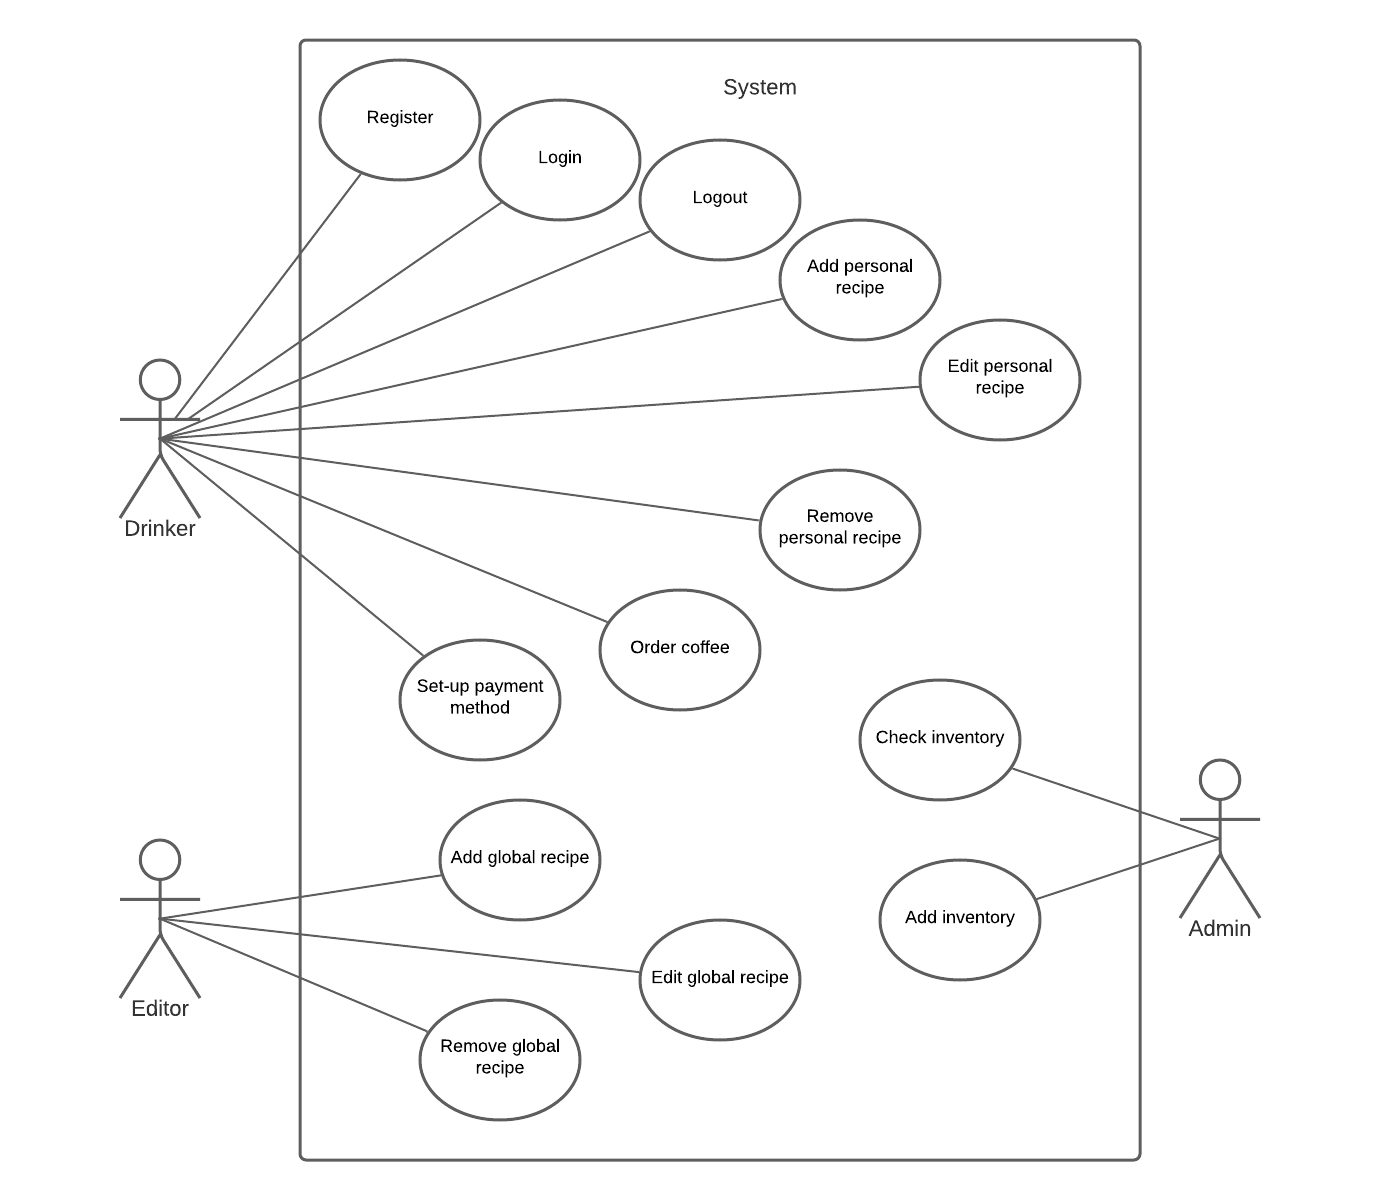 System
Register
Login
Logout
Add personal
recipe
Edit personal
recipe
Drinker
Remove
personal recipe
Order coffee
Set-up payment
method
Check inventory
Add global recipe
Add inventory
Admin
Editor
Edit global recipe
Remove global
recipe